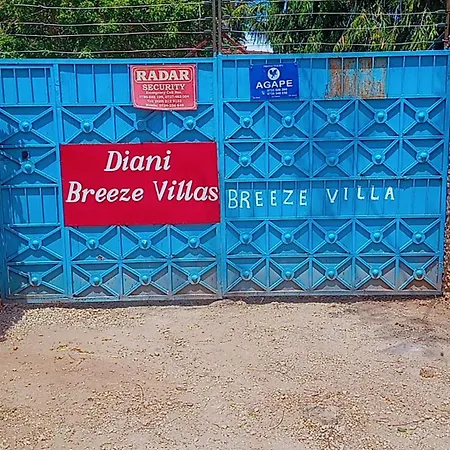 RADAR
SECURITY
AGAPE
Diani
Breeze Villas
BREEZE VILLA